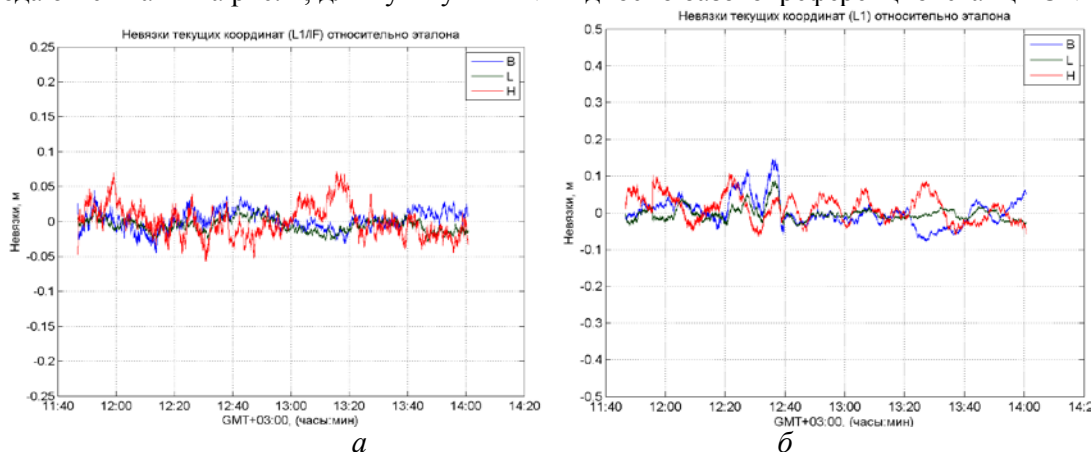 Невязки текущих координат (L1/IF) относительно эталона
0.25
0.2
0.15
0.1
0.05
0
-0.05
-0.1
-0.15
-0.2
-0.25
Невязки, м
B
L
H
11:40 12:00 12:20 12:40 13:00 13:20 13:40 14:00 14:20
GMT+03:00, (часы:мин)
а
Невязки текущих координат (L1) относительно эталона
0.5
0.4
0.3
0.2
0.1
0
-0.1
-0.2
-0.3
-0.4
-0.5
Невязки, м
B
L
H
11:40 12:00 12:20 12:40 13:00 13:20 13:40 14:00 14:2
GMT+03:00, (часы:мин)
б